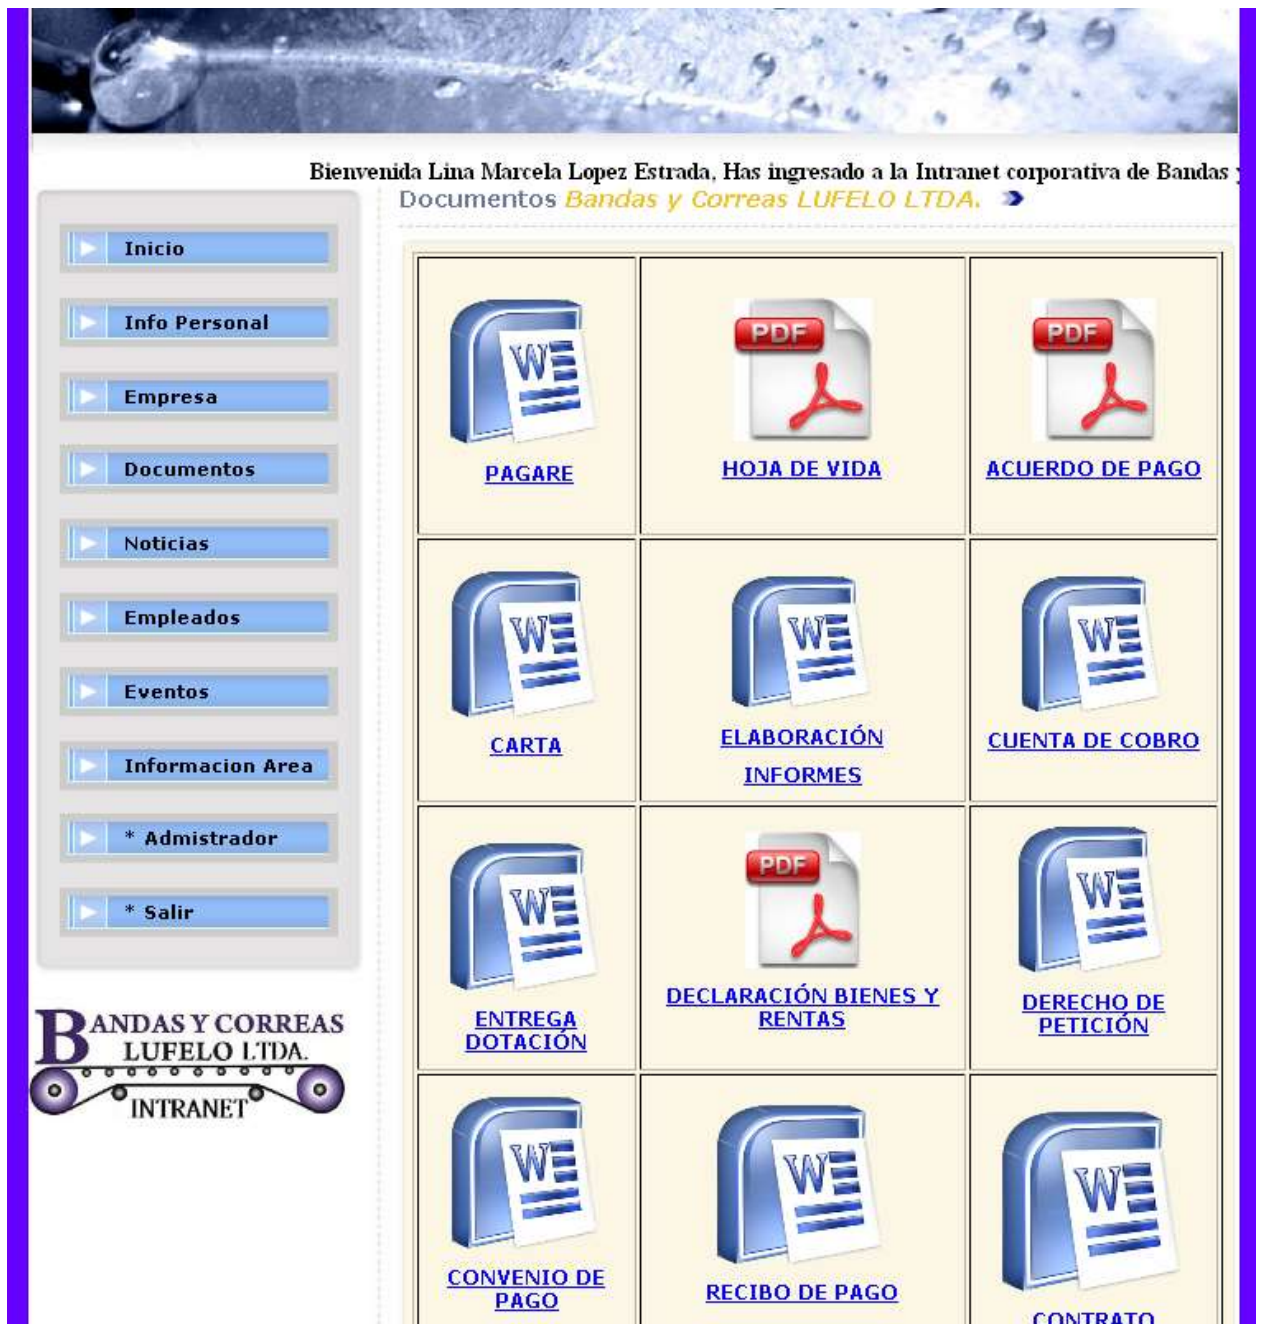 Bienvenida Lina Marcela Lopez Estrada, Has ingresado a la Intranet corporativa de Bandas
Documentos Bandas y Correas LUFELO LTDA.
Inicio
Info Personal
Empresa
Documentos
Noticias
Empleados
Eventos
Informacion Area
* Admistrador
* Salir
BANDAS Y CORREAS
LUFELO LTDA.
INTRANET
PDF
PDF
PAGARE
HOJA DE VIDA
ACUERDO DE PAGO
W
W
W
W
CARTA
ELABORACIÓN
INFORMES
CUENTA DE COBRO
W
PDF
W
ENTREGA
DOTACIÓN
DECLARACIÓN BIENES Y
RENTAS
DERECHO DE
PETICIÓN
W
W
W
CONVENIO DE
PAGO
RECIBO DE PAGO
CONTRATO